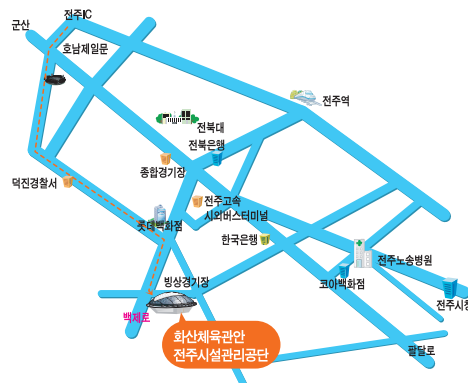 전주IC
군산
호남제일문
전주역
전북대
전북은행
종합경기장
덕진경찰서
전주고속
시외버스터미널
롯데백화점
한국은행
전주노송병원
빙상경기장
코아백화점
전주시청
백제로
화산체육관안
전주시설관리공단
팔달로